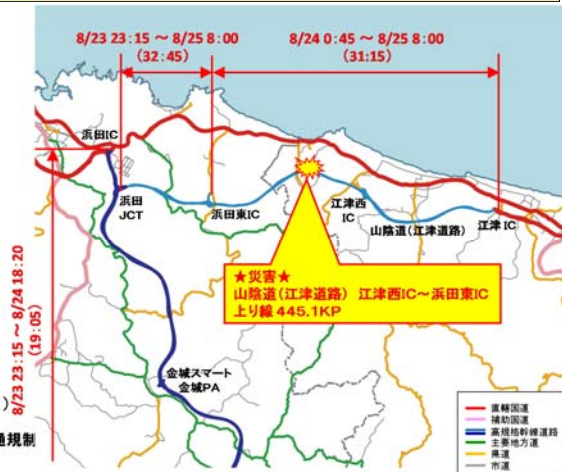 8/23 23：15 ～ 8/25 8：00
(32：45)
8/24 0：45 ～ 8/25 8：00
(31：15)
浜田IC
浜田
JCT
浜田東IC
江津西
IC
山陰道(江津道路)
江津IC
8/23 23：15 ～ 8/24 18：20
(19：05)
★災害★
山陰道(江津道路) 江津西IC～浜田東IC
上り線 445.1KP
金城スマート
金城PA
)
規制
直轄国道
補助国道
高規格幹線道路
主要地方道
県道
市道